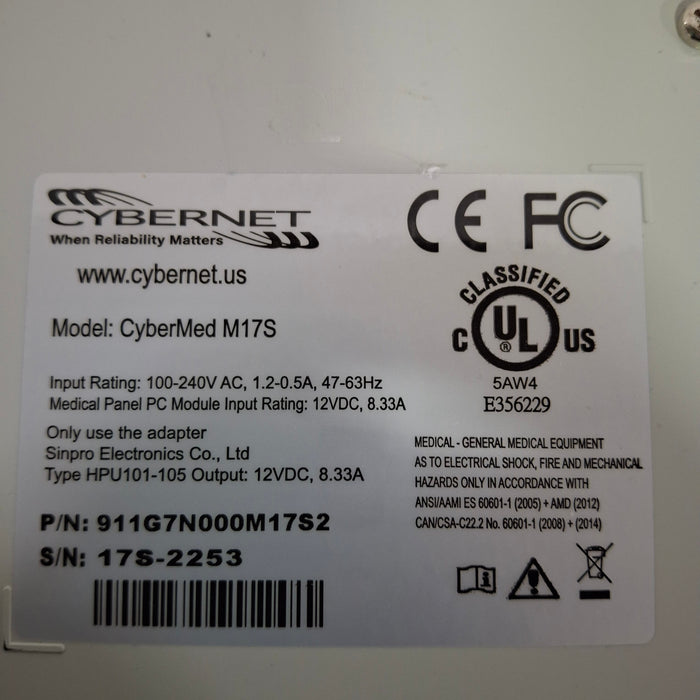 CYBERNET
When Reliability Matters
www.cybernet.us
Model: CyberMed M17S
Input Rating: 100-240V AC, 1.2-0.5A, 47-63Hz
Medical Panel PC Module Input Rating: 12VDC, 8.33A
Only use the adapter
Sinpro Electronics Co., Ltd
Type HPU101-105 Output: 12VDC, 8.33A
P/N: 911G7N000M17S2
S/N: 17S-2253
CE FC
CLASSIFIED
C UL US
®
5AW4
E356229
MEDICAL - GENERAL MEDICAL EQUIPMENT
AS TO ELECTRICAL SHOCK, FIRE AND MECHANICAL
HAZARDS ONLY IN ACCORDANCE WITH
ANSI/AAMI ES 60601-1 (2005) + AMD (2012)
CAN/CSA-C22.2 No. 60601-1 (2008) + (2014)